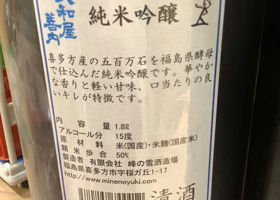 大和屋
善内
純米吟醸
喜多方産の五百万石を福島県酵母
で仕込んだ純米吟醸です。華やか
な香りと軽い甘味、口当たりの良
いキレが特徴です。
容量 1.8ℓ
アルコール分 15度
原材料 米(国産)・米麹(国産米)
精米歩合 50%
製造者 有限会社 峰の雪酒造場
福島県喜多方市字桜ガ丘1-17
http://www.minenoyuki.com/
清酒